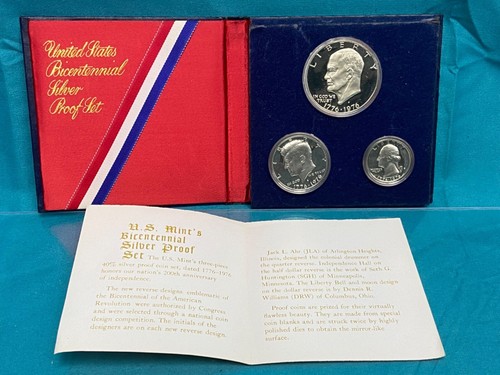 United States
Bicentennial
Silver
Proof Set
LIBERTY
IN GOD WE
TRUST
1776-1976
1776-1976
U.S. Mint's
Bicentennial
Silver Proof
Set
The U.S. Mint's three-piece
40% silver proof coin set, dated 1776-1976
honors our nation's 200th anniversary
of independence.
The new reverse designs emblematic of
the Bicentennial of the American
Revolution were authorized by Congress
and were selected through a national coin
design competition. The initials of the
designers are on each new reverse design.
Jack L. Ahr (JLA) of Arlington Heights,
Illinois, designed the colonial drummer on
the quarter reverse. Independence Hall on
the half dollar reverse is the work of Seth G.
Huntington (SGH) of Minneapolis,
Minnesota. The Liberty Bell and moon design
on the dollar reverse is by Dennis R.
Williams (DRW) of Columbus, Ohio.
Proof coins are prized for their virtually
flawless beauty. They are made from special
coin blanks and are struck twice by highly
polished dies to obtain the mirror-like
surface.